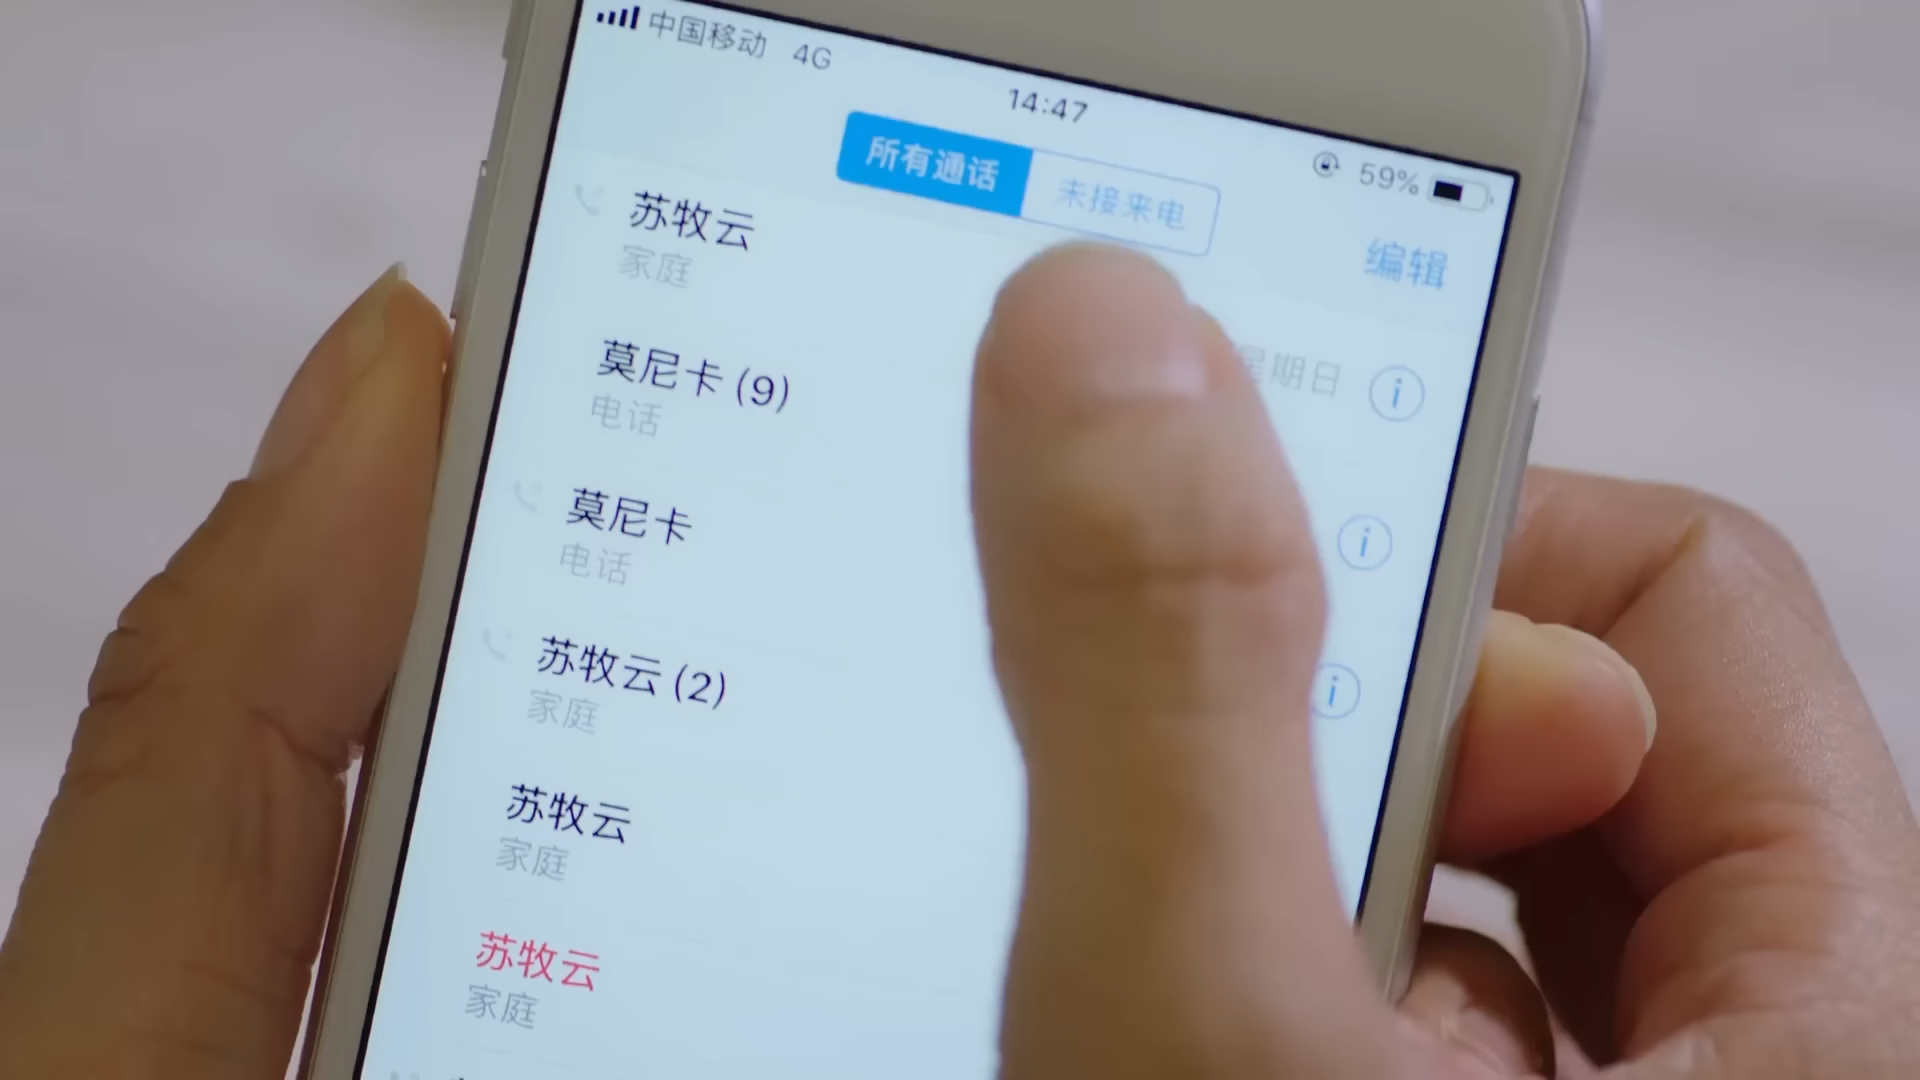 中国移动 4G
14:47
59%
所有通话 未接来电
编辑
苏牧云
家庭
星期日
莫尼卡 (9)
电话
莫尼卡
电话
苏牧云 (2)
家庭
苏牧云
家庭
苏牧云
家庭